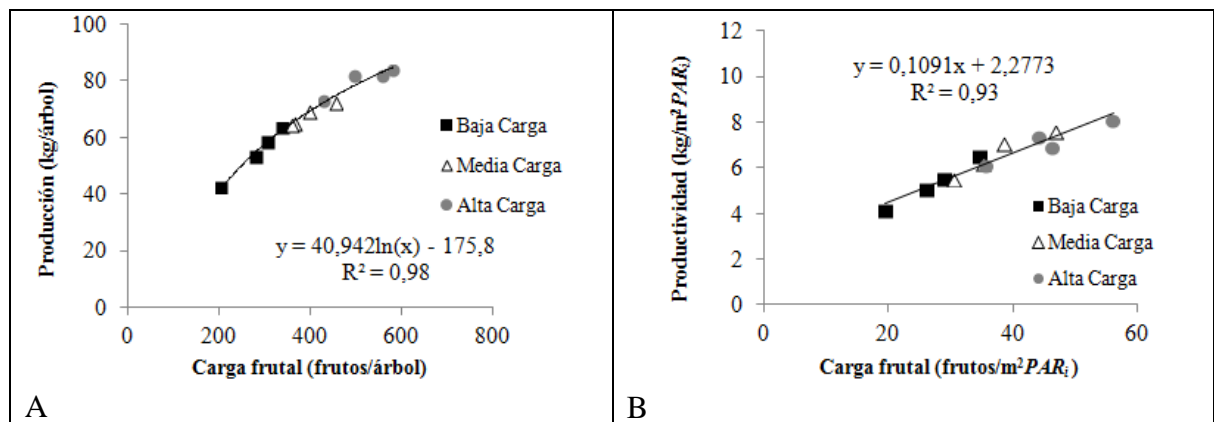 Producción (kg/árbol)
100
80
60
40
20
0
Baja Carga
Media Carga
Alta Carga
y = 40,942ln(x) - 175,8
R² = 0,98
0 200 400 600 800
Carga frutal (frutos/árbol)
A
Productividad (kg/m²PARᵢ)
12
10
8
6
4
2
0
y = 0,1091x + 2,2773
R² = 0,93
Baja Carga
Media Carga
Alta Carga
0 20 40 60
Carga frutal (frutos/m²PARᵢ)
B